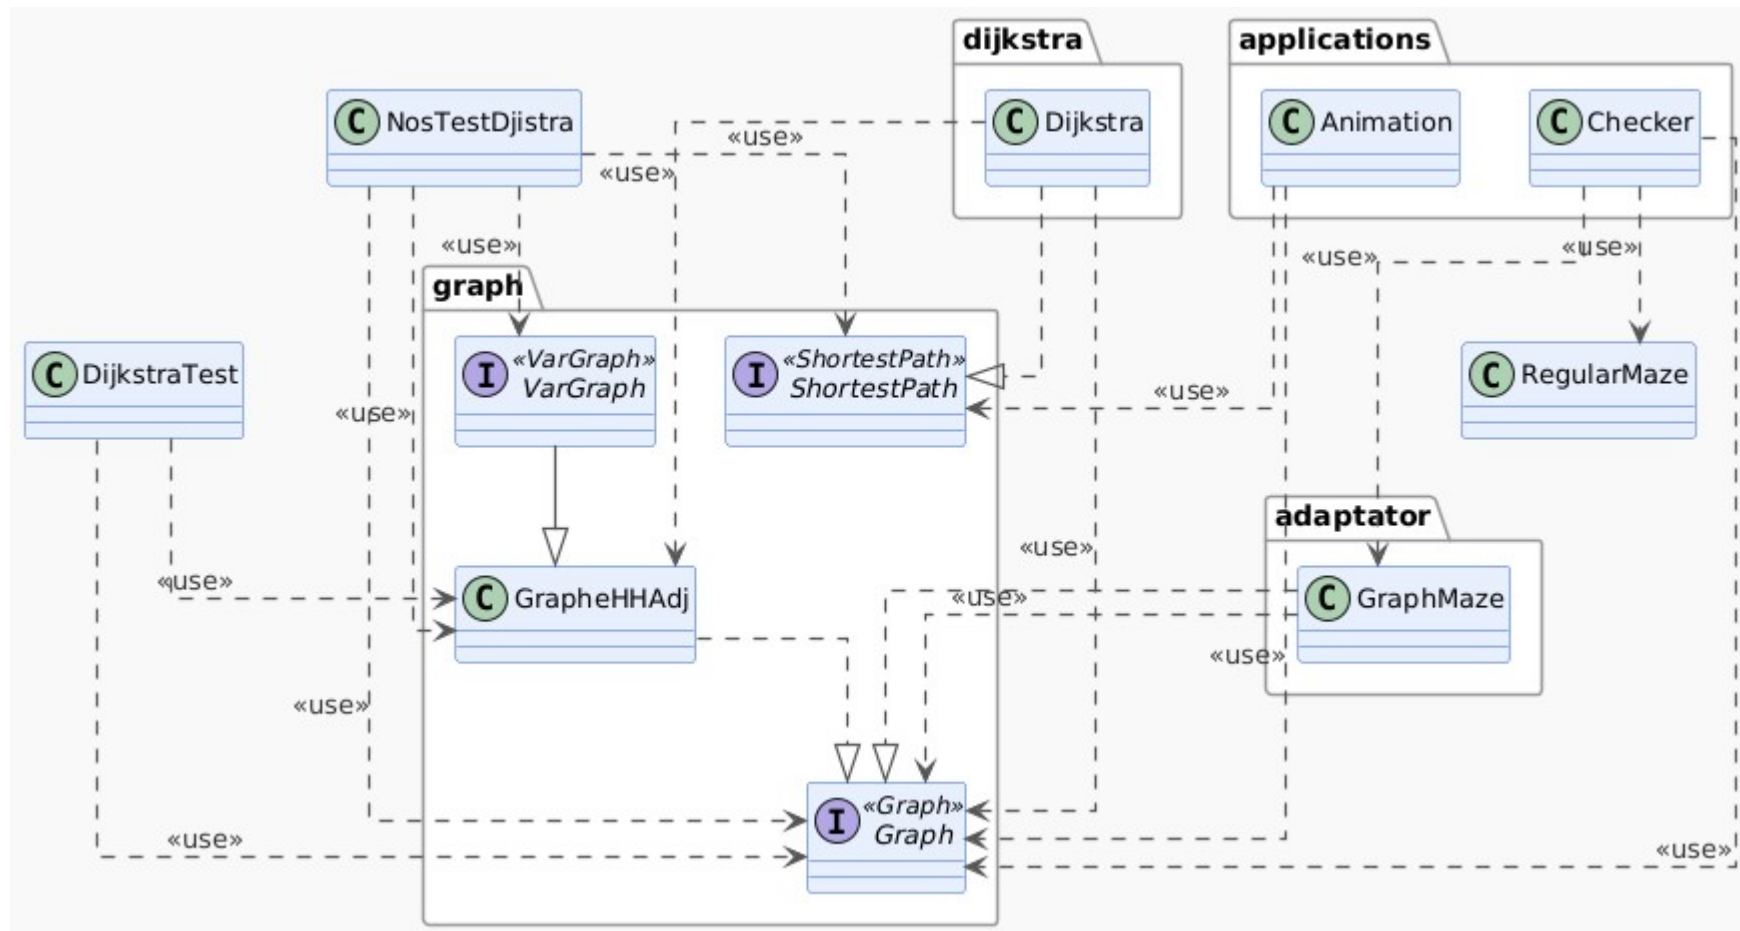 dijkstra
applications
C NosTestDjistra
C Dijkstra
C Animation
C Checker
«use»
«use»
«use»
«use»
«use»
graph
C DijkstraTest
I «VarGraph»
VarGraph
I «ShortestPath»
ShortestPath
C RegularMaze
«use»
«use»
adaptator
«use»
«use»
C GrapheHHAdj
«use»
C GraphMaze
«use»
«use»
I «Graph»
Graph
«use»
«use»